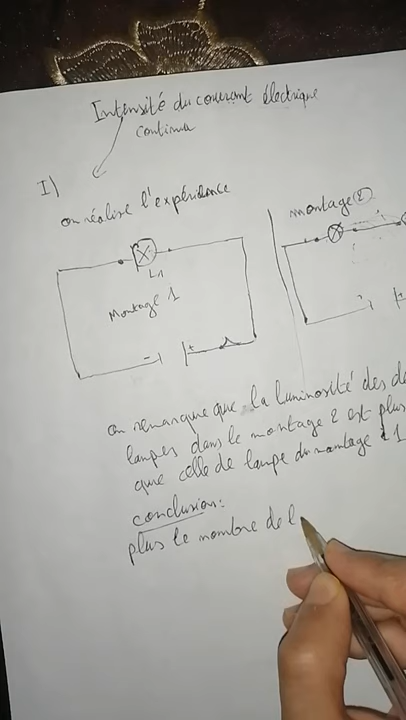 Intensité du courant électrique
continu
I)
on réalise l'expérience
montage (2)
L1
Montage 1
- +
on remarque que la luminosité des
lampes dans le montage 2 est plus
que celle de lampe du montage 1
conclusion:
plus le nombre de l